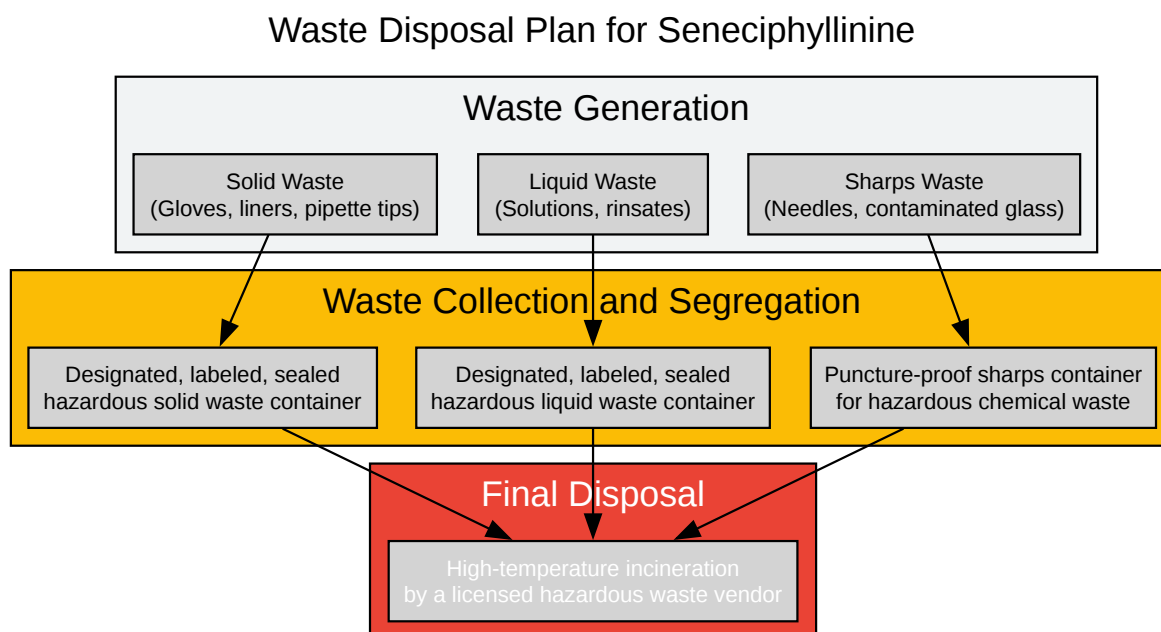 Waste Disposal Plan for Seneciphyllinine
Waste Generation
Solid Waste
(Gloves, liners, pipette tips)
Liquid Waste
(Solutions, rinsates)
Sharps Waste
(Needles, contaminated glass)
Waste Collection and Segregation
Designated, labeled, sealed
hazardous solid waste container
Designated, labeled, sealed
hazardous liquid waste container
Puncture-proof sharps container
for hazardous chemical waste
Final Disposal
High-temperature incineration
by a licensed hazardous waste vendor